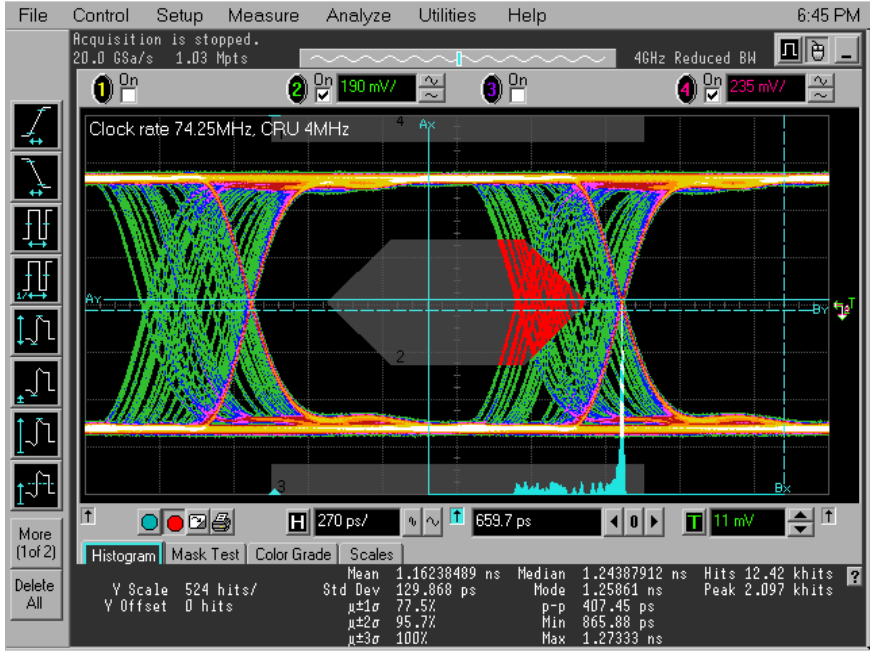 File Control Setup Measure Analyze Utilities Help 6:45 PM
Acquisition is stopped.
20.0 GSa/s 1.03 Mpts 4GHz Reduced BW
1 On 2 On 190 mV/ 3 On 4 On 235 mV/
Clock rate 74.25MHz, CRU 4MHz 4 Ax
1
Ay
By
2
3 Bx
H 270 ps/ 659.7 ps 0 T 11 mV
More
(1of 2)
Delete
All
Histogram Mask Test Color Grade Scales
Mean 1.16238489 ns Median 1.24387912 ns Hits 12.42 khits ?
Y Scale 524 hits/ Std Dev 129.868 ps Mode 1.25861 ns Peak 2.097 khits
Y Offset 0 hits μ±1σ 77.5% p-p 407.45 ps
μ±2σ 95.7% Min 865.88 ps
μ±3σ 100% Max 1.27333 ns